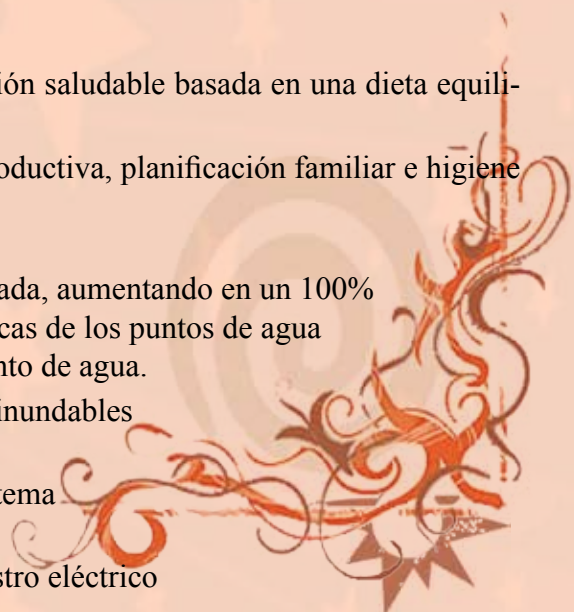 ión saludable basada en una dieta equili-
oductiva, planificación familiar e higiene
ada, aumentando en un 100%
cas de los puntos de agua
nto de agua.
inundables
tema
stro eléctrico